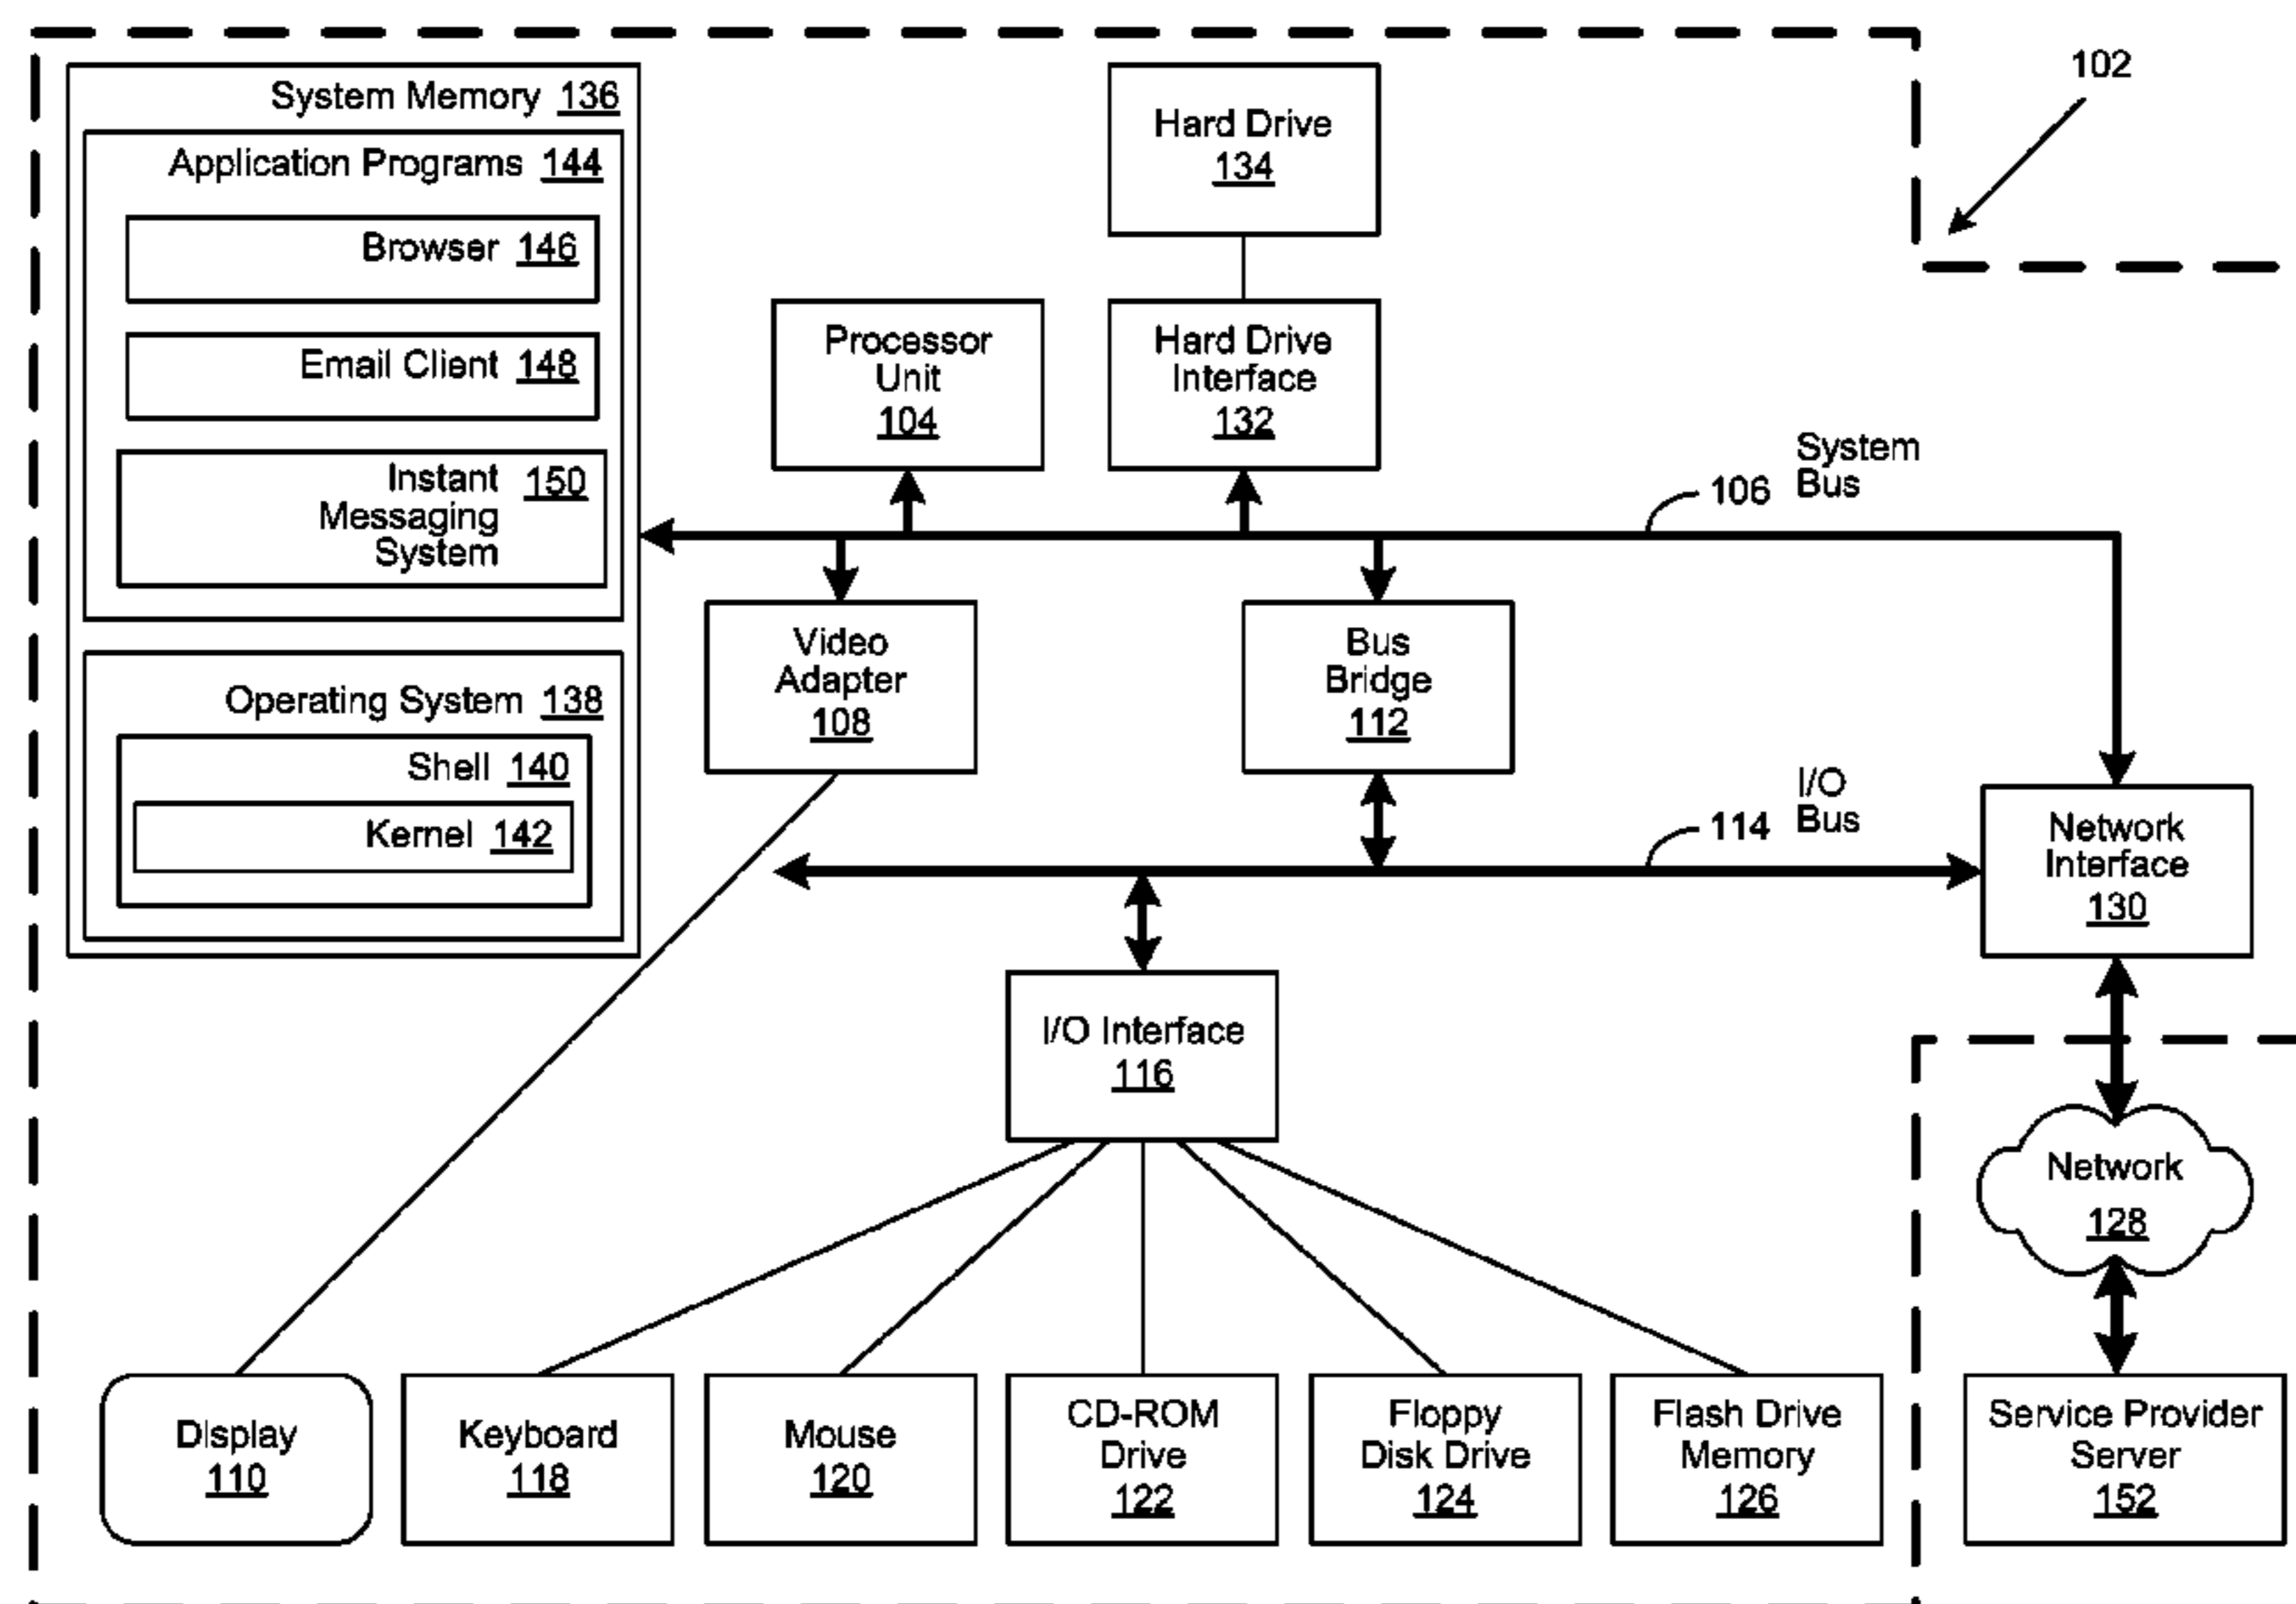 102
System Memory 136
Application Programs 144
Browser 146
Email Client 148
Instant 150
Messaging
System
Operating System 138
Shell 140
Kernel 142
Hard Drive
134
Processor
Unit
104
Hard Drive
Interface
132
System
106 Bus
Video
Adapter
108
Bus
Bridge
112
I/O
114 Bus
Network
Interface
130
I/O Interface
116
Network
128
Display
110
Keyboard
118
Mouse
120
CD-ROM
Drive
122
Floppy
Disk Drive
124
Flash Drive
Memory
126
Service Provider
Server
152